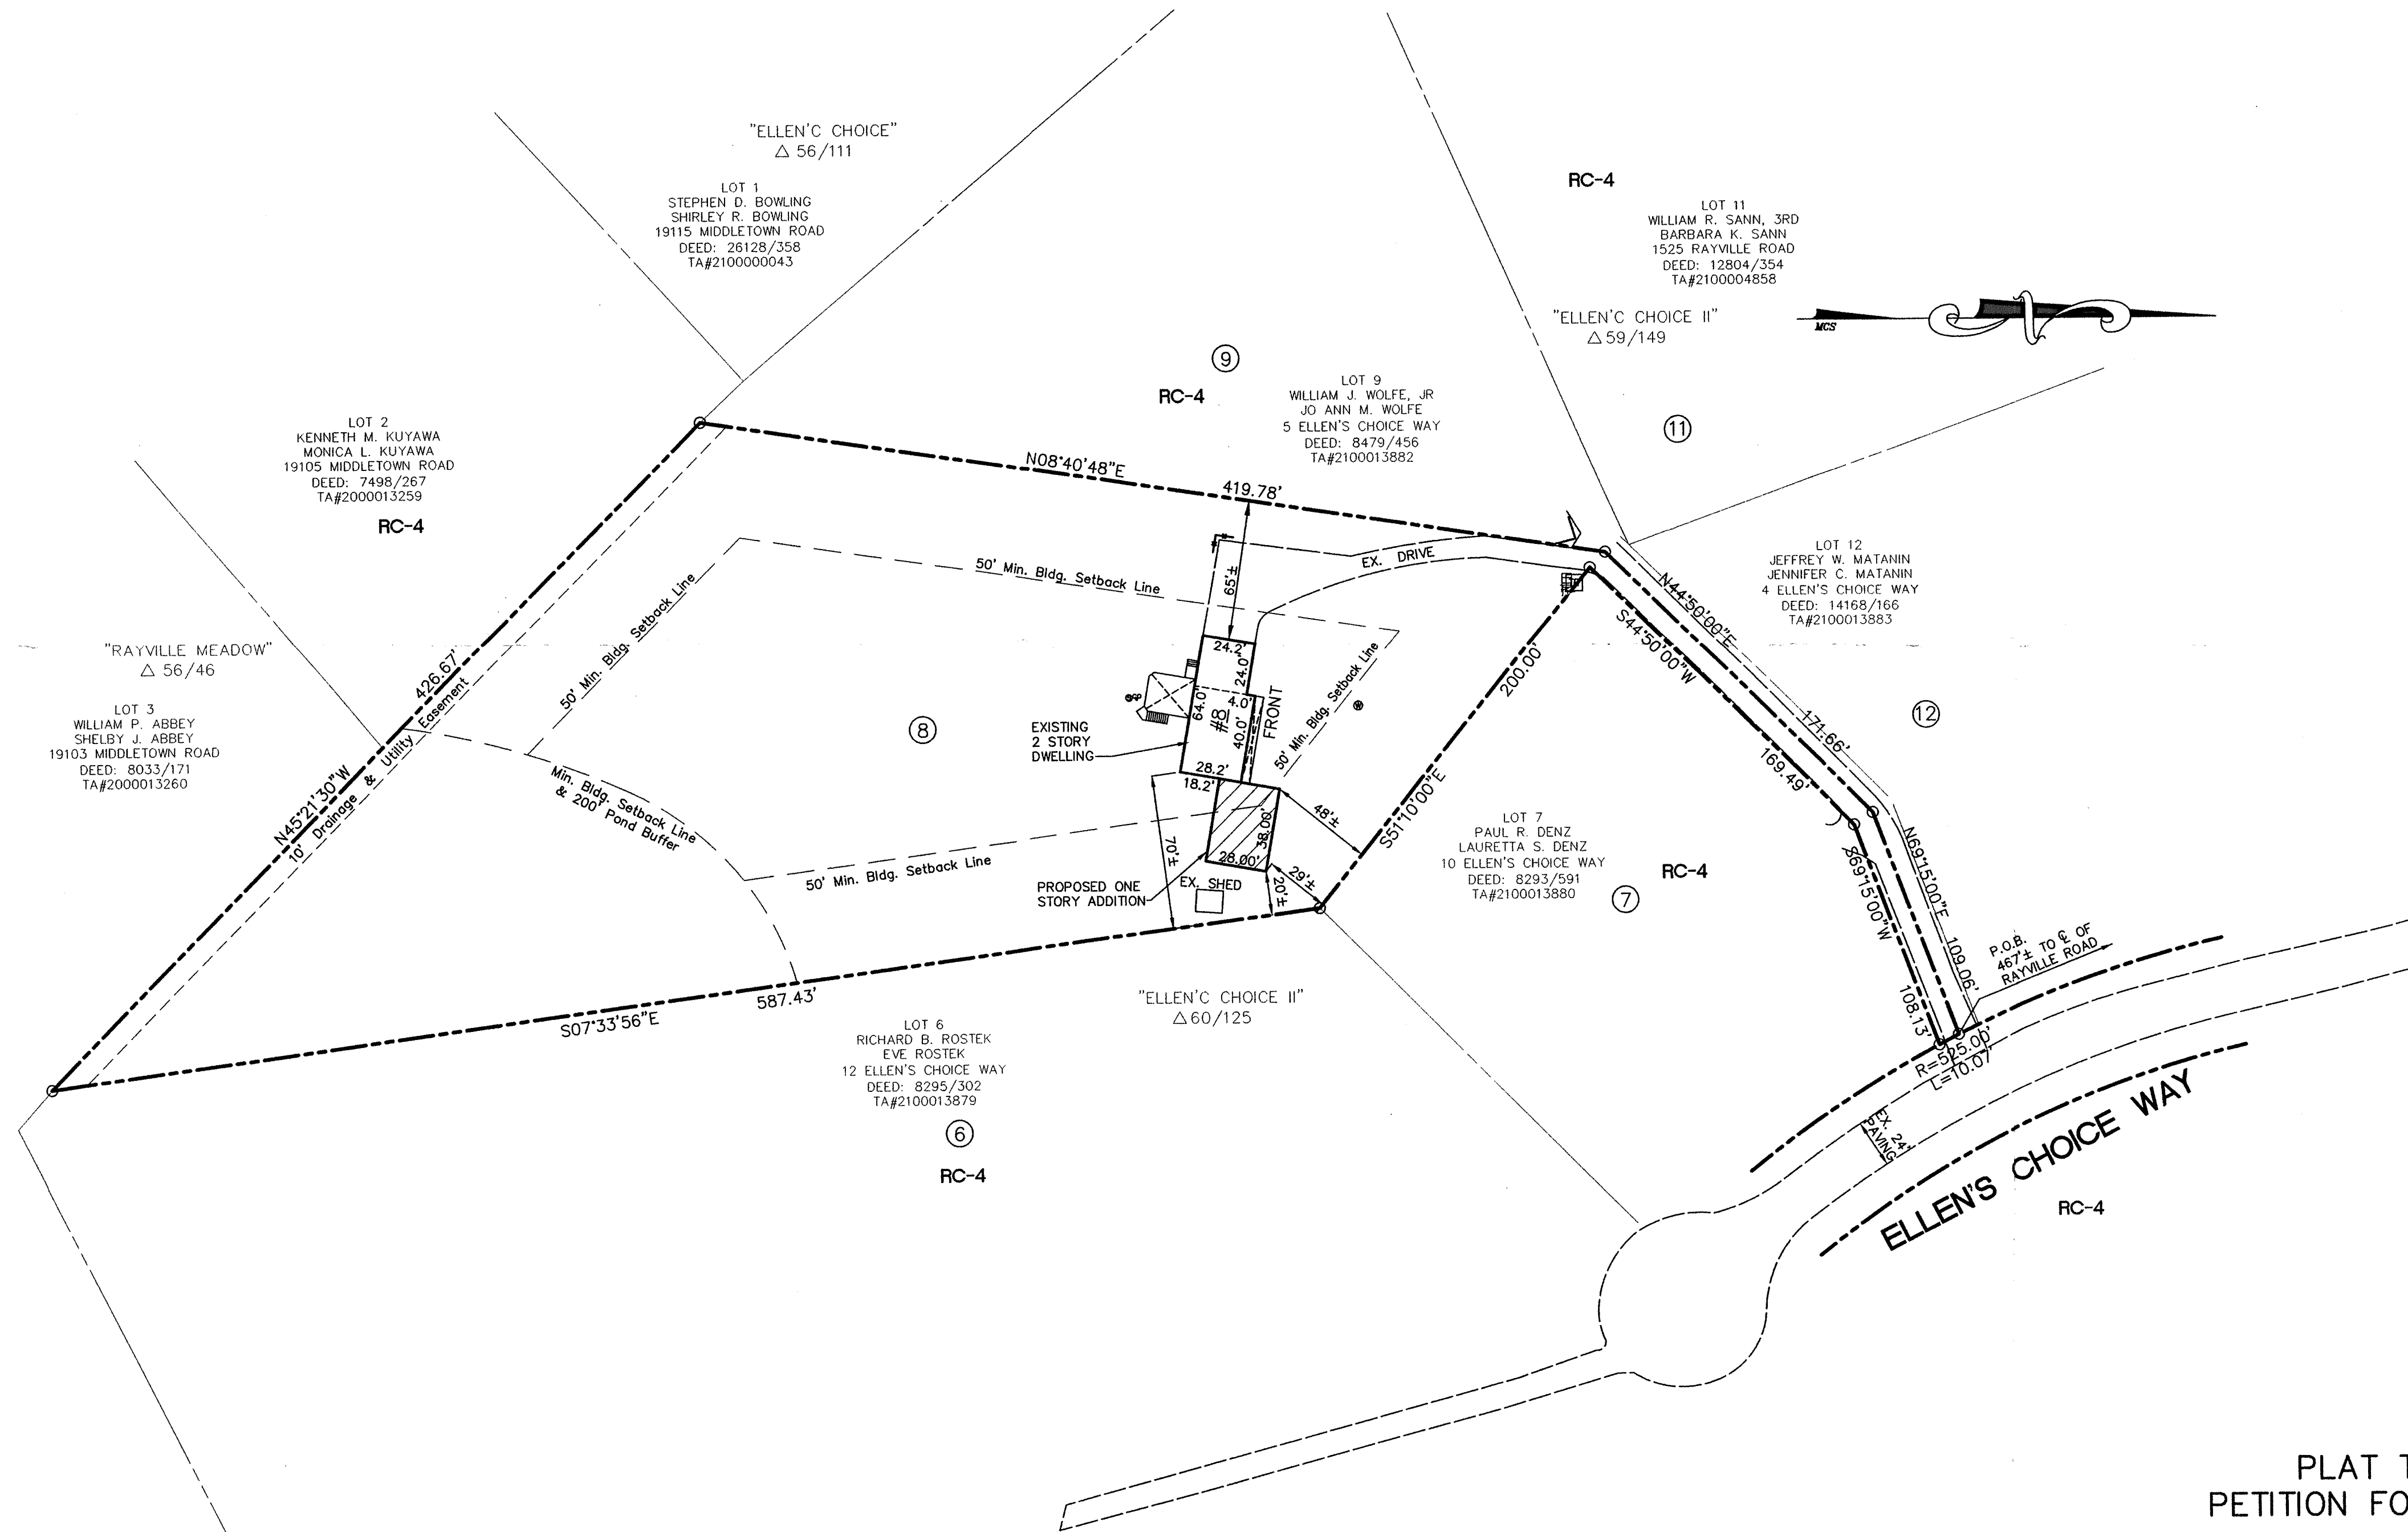 "ELLEN'C CHOICE"
△ 56/111
LOT 1
STEPHEN D. BOWLING
SHIRLEY R. BOWLING
19115 MIDDLETOWN ROAD
DEED: 26128/358
TA#2100000043
RC-4
LOT 11
WILLIAM R. SANN, 3RD
BARBARA K. SANN
1525 RAYVILLE ROAD
DEED: 12804/354
TA#2100004858
"ELLEN'C CHOICE II"
△ 59/149
MCS
9
RC-4
LOT 9
WILLIAM J. WOLFE, JR
JO ANN M. WOLFE
5 ELLEN'S CHOICE WAY
DEED: 8479/456
TA#2100013882
11
LOT 2
KENNETH M. KUYAWA
MONICA L. KUYAWA
19105 MIDDLETOWN ROAD
DEED: 7498/267
TA#2000013259
RC-4
N08°40'48"E
419.78'
EX. DRIVE
65'±
50' Min. Bldg. Setback Line
50' Min. Bldg. Setback Line
LOT 12
JEFFREY W. MATANIN
JENNIFER C. MATANIN
4 ELLEN'S CHOICE WAY
DEED: 14168/166
TA#2100013883
N44°50'00"E
171.66'
S44°50'00"W
169.49'
12
"RAYVILLE MEADOW"
△ 56/46
LOT 3
WILLIAM P. ABBEY
SHELBY J. ABBEY
19103 MIDDLETOWN ROAD
DEED: 8033/171
TA#2000013260
426.67'
N45°21'30"W
10' Drainage & Utility Easement
Min. Bldg. Setback Line
& 200' Pond Buffer
8
EXISTING
2 STORY
DWELLING
24.2'
24.0'
4.0'
64.0'
#8
40.0'
FRONT
28.2'
18.2'
50' Min. Bldg. Setback Line
200.00'
S51°10'00"E
48'±
38.00'
28.00'
70'±
29'±
20'±
EX. SHED
PROPOSED ONE
STORY ADDITION
50' Min. Bldg. Setback Line
LOT 7
PAUL R. DENZ
LAURETTA S. DENZ
10 ELLEN'S CHOICE WAY
DEED: 8293/591
TA#2100013880
RC-4
7
N69°15'00"E
109.06'
S69°15'00"W
108.13'
P.O.B.
467'± TO ℄ OF
RAYVILLE ROAD
R=525.00'
L=10.07'
587.43'
S07°33'56"E
"ELLEN'C CHOICE II"
△ 60/125
LOT 6
RICHARD B. ROSTEK
EVE ROSTEK
12 ELLEN'S CHOICE WAY
DEED: 8295/302
TA#2100013879
6
RC-4
EX. 24'
PAVING
ELLEN'S CHOICE WAY
RC-4
PLAT T
PETITION FO